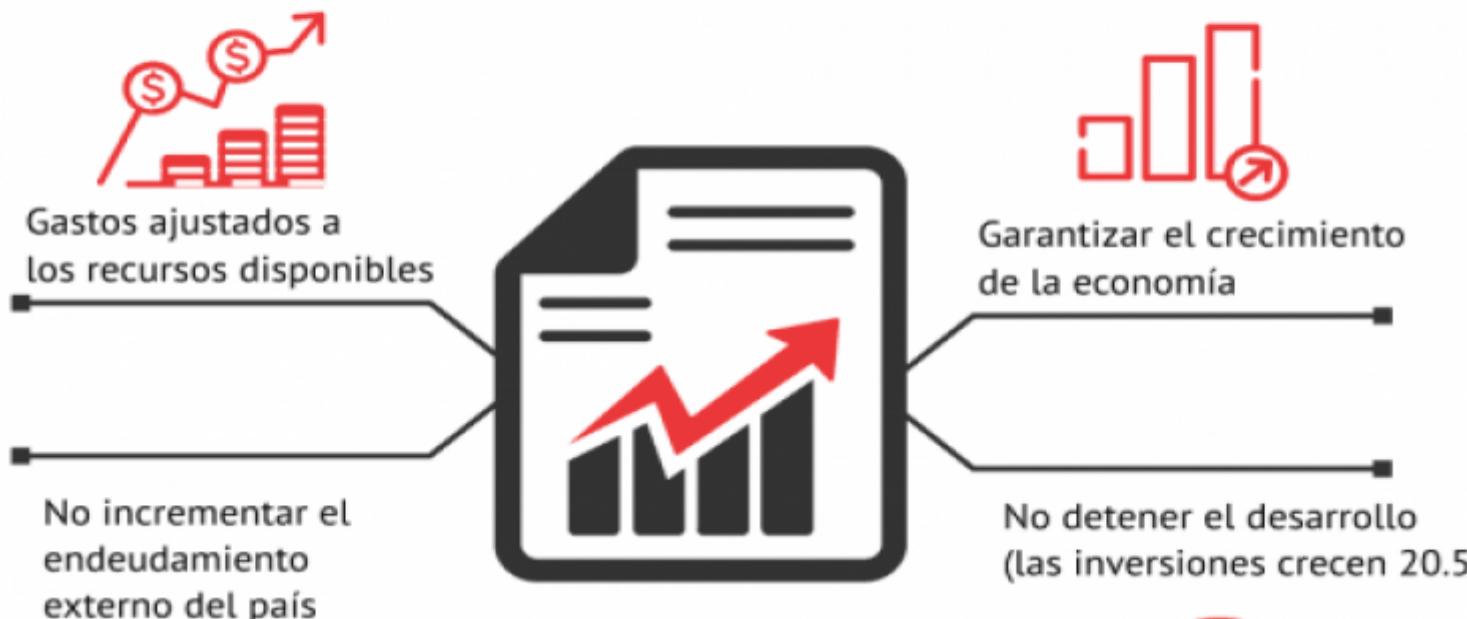 $
$
Gastos ajustados a
los recursos disponibles
Garantizar el crecimiento
de la economía
No incrementar el
endeudamiento
externo del país
No detener el desarrollo
(las inversiones crecen 20.5